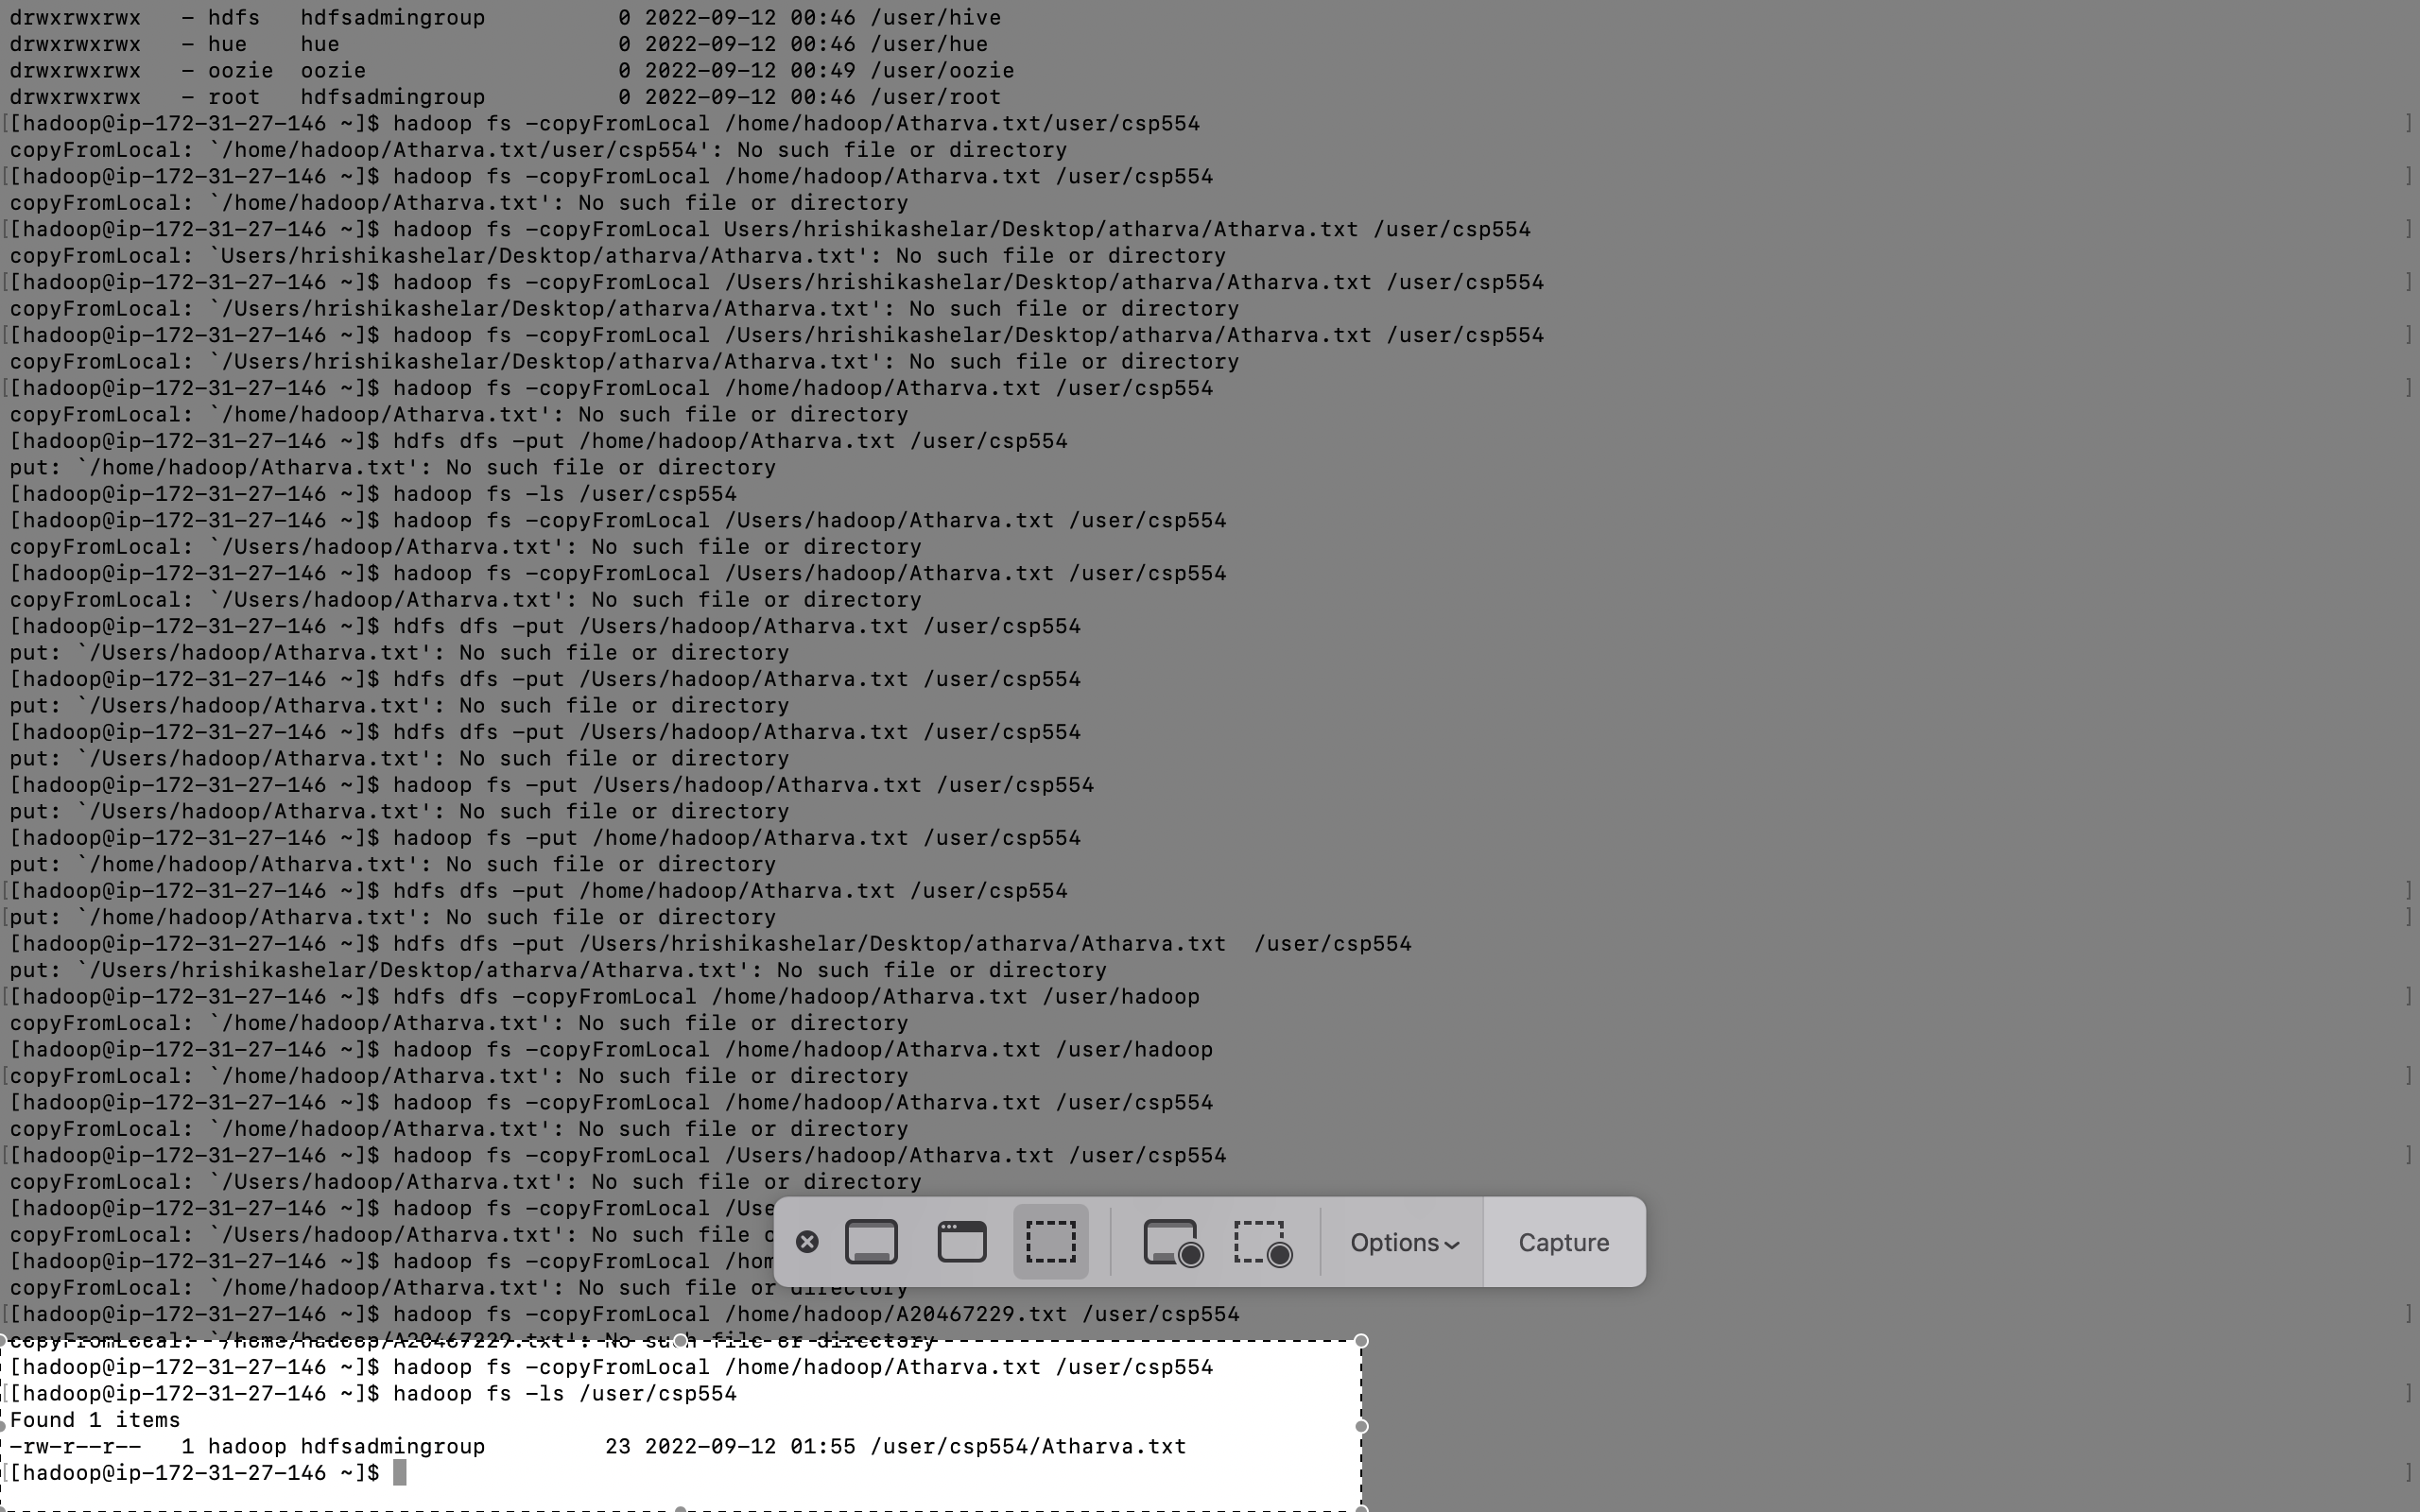 drwxrwxrwx   - hdfs   hdfsadmingroup          0 2022-09-12 00:46 /user/hive
drwxrwxrwx   - hue    hue                     0 2022-09-12 00:46 /user/hue
drwxrwxrwx   - oozie  oozie                   0 2022-09-12 00:49 /user/oozie
drwxrwxrwx   - root   hdfsadmingroup          0 2022-09-12 00:46 /user/root
[[hadoop@ip-172-31-27-146 ~]$ hadoop fs -copyFromLocal /home/hadoop/Atharva.txt/user/csp554 ]
copyFromLocal: `/home/hadoop/Atharva.txt/user/csp554': No such file or directory
[[hadoop@ip-172-31-27-146 ~]$ hadoop fs -copyFromLocal /home/hadoop/Atharva.txt /user/csp554 ]
copyFromLocal: `/home/hadoop/Atharva.txt': No such file or directory
[[hadoop@ip-172-31-27-146 ~]$ hadoop fs -copyFromLocal Users/hrishikashelar/Desktop/atharva/Atharva.txt /user/csp554 ]
copyFromLocal: `Users/hrishikashelar/Desktop/atharva/Atharva.txt': No such file or directory
[[hadoop@ip-172-31-27-146 ~]$ hadoop fs -copyFromLocal /Users/hrishikashelar/Desktop/atharva/Atharva.txt /user/csp554 ]
copyFromLocal: `/Users/hrishikashelar/Desktop/atharva/Atharva.txt': No such file or directory
[[hadoop@ip-172-31-27-146 ~]$ hadoop fs -copyFromLocal /Users/hrishikashelar/Desktop/atharva/Atharva.txt /user/csp554 ]
copyFromLocal: `/Users/hrishikashelar/Desktop/atharva/Atharva.txt': No such file or directory
[[hadoop@ip-172-31-27-146 ~]$ hadoop fs -copyFromLocal /home/hadoop/Atharva.txt /user/csp554 ]
copyFromLocal: `/home/hadoop/Atharva.txt': No such file or directory
[hadoop@ip-172-31-27-146 ~]$ hdfs dfs -put /home/hadoop/Atharva.txt /user/csp554
put: `/home/hadoop/Atharva.txt': No such file or directory
[hadoop@ip-172-31-27-146 ~]$ hadoop fs -ls /user/csp554
[hadoop@ip-172-31-27-146 ~]$ hadoop fs -copyFromLocal /Users/hadoop/Atharva.txt /user/csp554
copyFromLocal: `/Users/hadoop/Atharva.txt': No such file or directory
[hadoop@ip-172-31-27-146 ~]$ hadoop fs -copyFromLocal /Users/hadoop/Atharva.txt /user/csp554
copyFromLocal: `/Users/hadoop/Atharva.txt': No such file or directory
[hadoop@ip-172-31-27-146 ~]$ hdfs dfs -put /Users/hadoop/Atharva.txt /user/csp554
put: `/Users/hadoop/Atharva.txt': No such file or directory
[hadoop@ip-172-31-27-146 ~]$ hdfs dfs -put /Users/hadoop/Atharva.txt /user/csp554
put: `/Users/hadoop/Atharva.txt': No such file or directory
[hadoop@ip-172-31-27-146 ~]$ hdfs dfs -put /Users/hadoop/Atharva.txt /user/csp554
put: `/Users/hadoop/Atharva.txt': No such file or directory
[hadoop@ip-172-31-27-146 ~]$ hadoop fs -put /Users/hadoop/Atharva.txt /user/csp554
put: `/Users/hadoop/Atharva.txt': No such file or directory
[hadoop@ip-172-31-27-146 ~]$ hadoop fs -put /home/hadoop/Atharva.txt /user/csp554
put: `/home/hadoop/Atharva.txt': No such file or directory
[[hadoop@ip-172-31-27-146 ~]$ hdfs dfs -put /home/hadoop/Atharva.txt /user/csp554 ]
[put: `/home/hadoop/Atharva.txt': No such file or directory ]
[hadoop@ip-172-31-27-146 ~]$ hdfs dfs -put /Users/hrishikashelar/Desktop/atharva/Atharva.txt  /user/csp554
put: `/Users/hrishikashelar/Desktop/atharva/Atharva.txt': No such file or directory
[[hadoop@ip-172-31-27-146 ~]$ hdfs dfs -copyFromLocal /home/hadoop/Atharva.txt /user/hadoop ]
copyFromLocal: `/home/hadoop/Atharva.txt': No such file or directory
[hadoop@ip-172-31-27-146 ~]$ hadoop fs -copyFromLocal /home/hadoop/Atharva.txt /user/hadoop
[copyFromLocal: `/home/hadoop/Atharva.txt': No such file or directory ]
[hadoop@ip-172-31-27-146 ~]$ hadoop fs -copyFromLocal /home/hadoop/Atharva.txt /user/csp554
copyFromLocal: `/home/hadoop/Atharva.txt': No such file or directory
[[hadoop@ip-172-31-27-146 ~]$ hadoop fs -copyFromLocal /Users/hadoop/Atharva.txt /user/csp554 ]
copyFromLocal: `/Users/hadoop/Atharva.txt': No such file or directory
[hadoop@ip-172-31-27-146 ~]$ hadoop fs -copyFromLocal /Use
copyFromLocal: `/Users/hadoop/Atharva.txt': No such file o
Options Capture
[hadoop@ip-172-31-27-146 ~]$ hadoop fs -copyFromLocal /hom
copyFromLocal: `/home/hadoop/Atharva.txt': No such file or directory
[[hadoop@ip-172-31-27-146 ~]$ hadoop fs -copyFromLocal /home/hadoop/A20467229.txt /user/csp554 ]
copyFromLocal: `/home/hadoop/A20467229.txt': No such file or directory
[hadoop@ip-172-31-27-146 ~]$ hadoop fs -copyFromLocal /home/hadoop/Atharva.txt /user/csp554
[[hadoop@ip-172-31-27-146 ~]$ hadoop fs -ls /user/csp554 ]
Found 1 items
-rw-r--r--   1 hadoop hdfsadmingroup         23 2022-09-12 01:55 /user/csp554/Atharva.txt
[[hadoop@ip-172-31-27-146 ~]$ ]